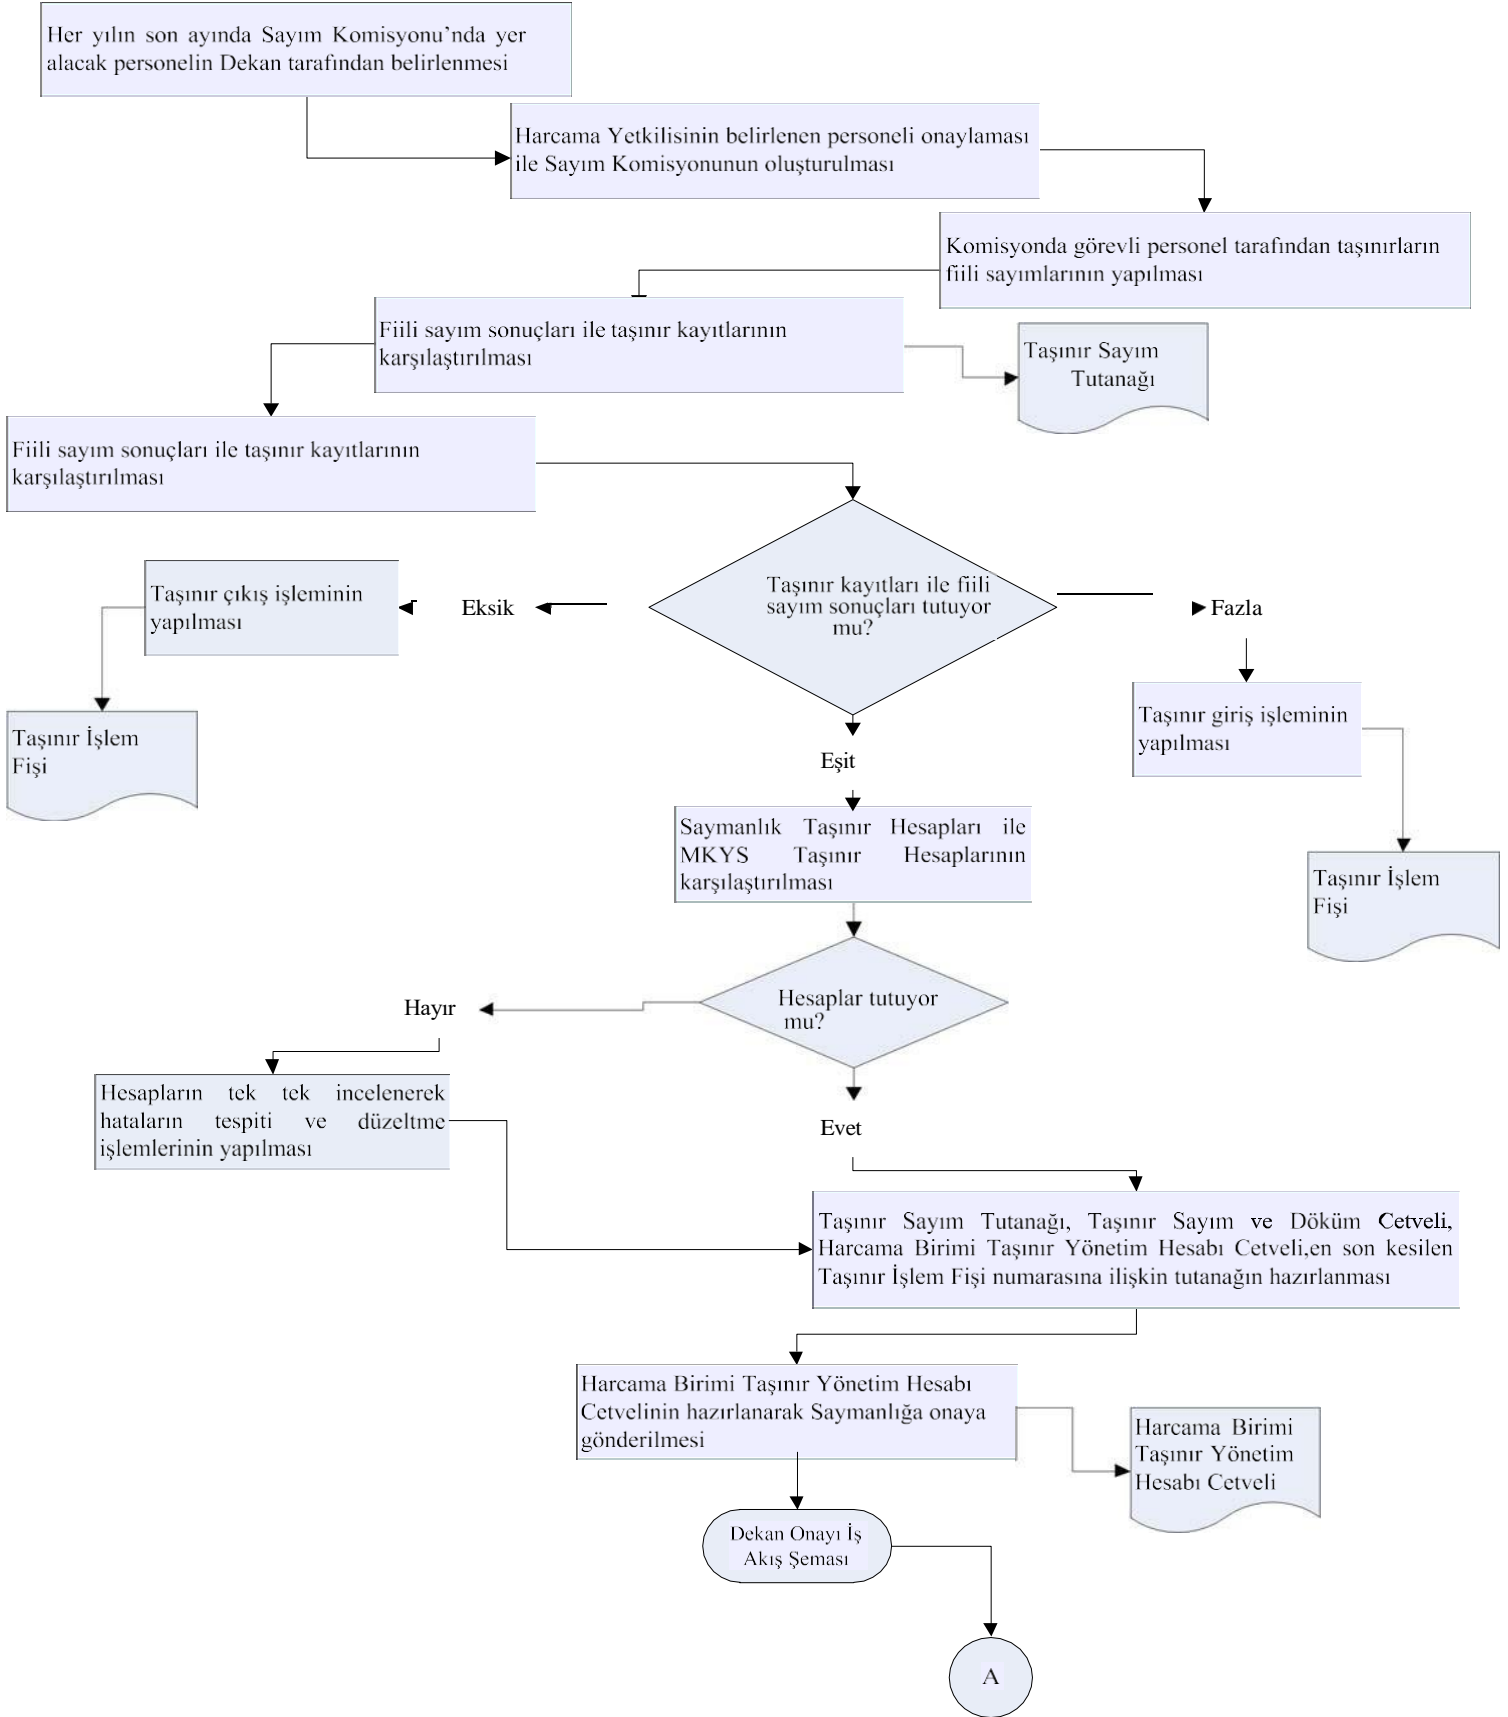 Her yılın son ayında Sayım Komisyonu'nda yer
alacak personelin Dekan tarafından belirlenmesi
Harcama Yetkilisinin belirlenen personeli onaylaması
ile Sayım Komisyonunun oluşturulması
Komisyonda görevli personel tarafından taşınırların
fiili sayımlarının yapılması
Fiili sayım sonuçları ile taşınır kayıtlarının
karşılaştırılması
Taşınır Sayım
Tutanağı
Fiili sayım sonuçları ile taşınır kayıtlarının
karşılaştırılması
Taşınır kayıtları ile fiili
sayım sonuçları tutuyor
mu?
Eksik
Fazla
Taşınır çıkış işleminin
yapılması
Taşınır İşlem
Fişi
Taşınır giriş işleminin
yapılması
Eşit
Saymanlık Taşınır Hesapları ile
MKYS Taşınır Hesaplarının
karşılaştırılması
Taşınır İşlem
Fişi
Hesaplar tutuyor
mu?
Hayır
Hesapların tek tek incelenerek
hataların tespiti ve düzeltme
işlemlerinin yapılması
Evet
Taşınır Sayım Tutanağı, Taşınır Sayım ve Döküm Cetveli,
Harcama Birimi Taşınır Yönetim Hesabı Cetveli,en son kesilen
Taşınır İşlem Fişi numarasına ilişkin tutanağın hazırlanması
Harcama Birimi Taşınır Yönetim Hesabı
Cetvelinin hazırlanarak Saymanlığa onaya
gönderilmesi
Harcama Birimi
Taşınır Yönetim
Hesabı Cetveli
Dekan Onayı İş
Akış Şeması
A